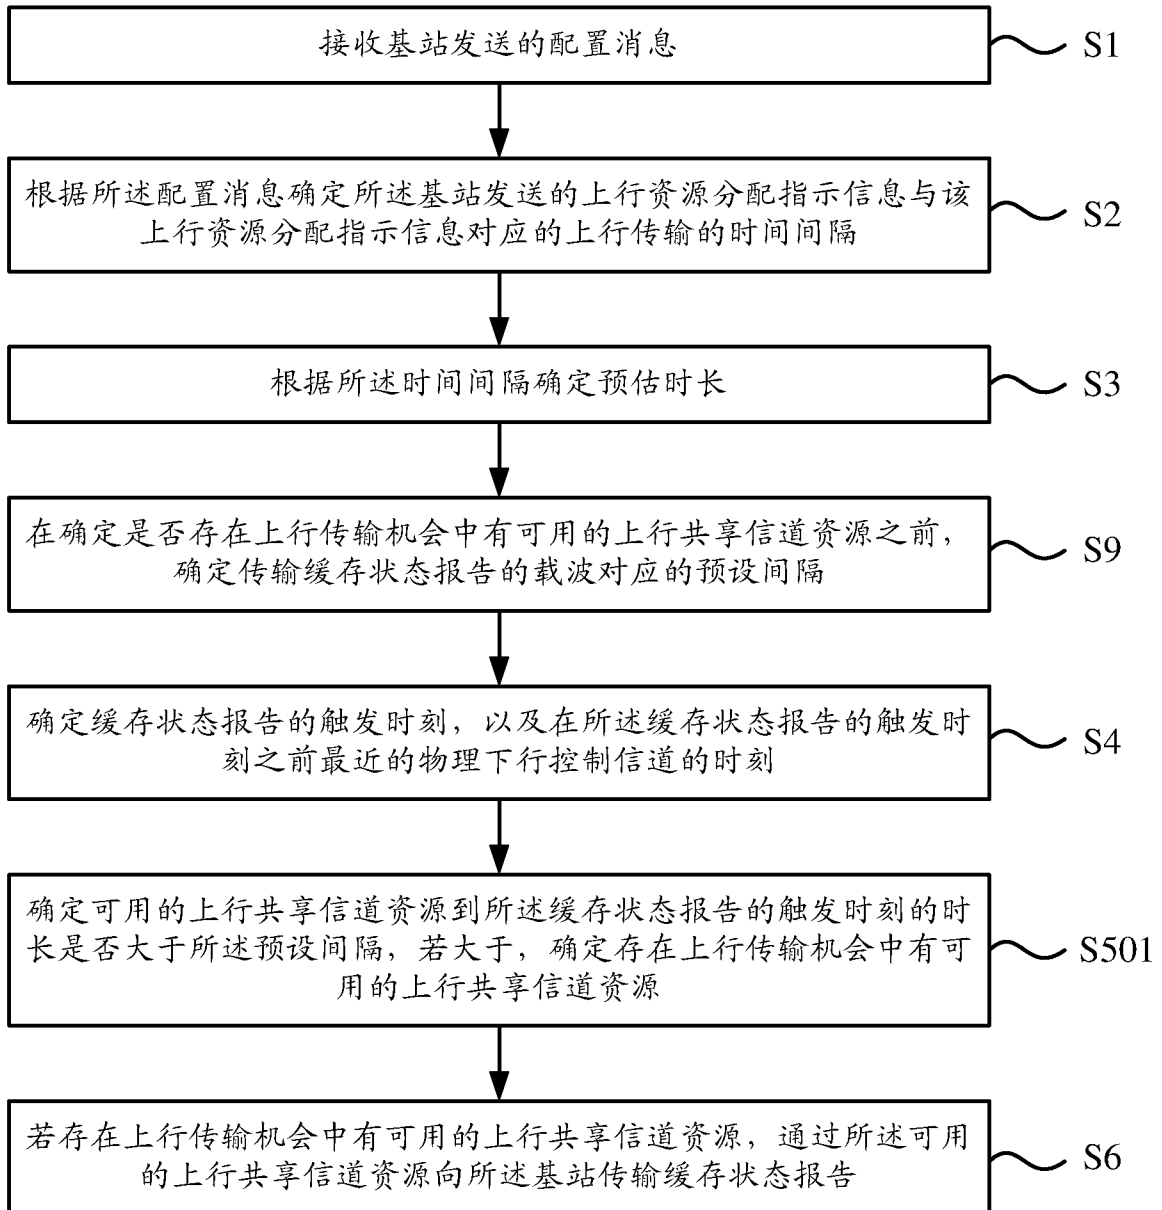 接收基站发送的配置消息
S1
根据所述配置消息确定所述基站发送的上行资源分配指示信息与该
上行资源分配指示信息对应的上行传输的时间间隔
S2
根据所述时间间隔确定预估时长
S3
在确定是否存在上行传输机会中有可用的上行共享信道资源之前，
确定传输缓存状态报告的载波对应的预设间隔
S9
确定缓存状态报告的触发时刻，以及在所述缓存状态报告的触发时
刻之前最近的物理下行控制信道的时刻
S4
确定可用的上行共享信道资源到所述缓存状态报告的触发时刻的时
长是否大于所述预设间隔，若大于，确定存在上行传输机会中有可
用的上行共享信道资源
S501
若存在上行传输机会中有可用的上行共享信道资源，通过所述可用
的上行共享信道资源向所述基站传输缓存状态报告
S6